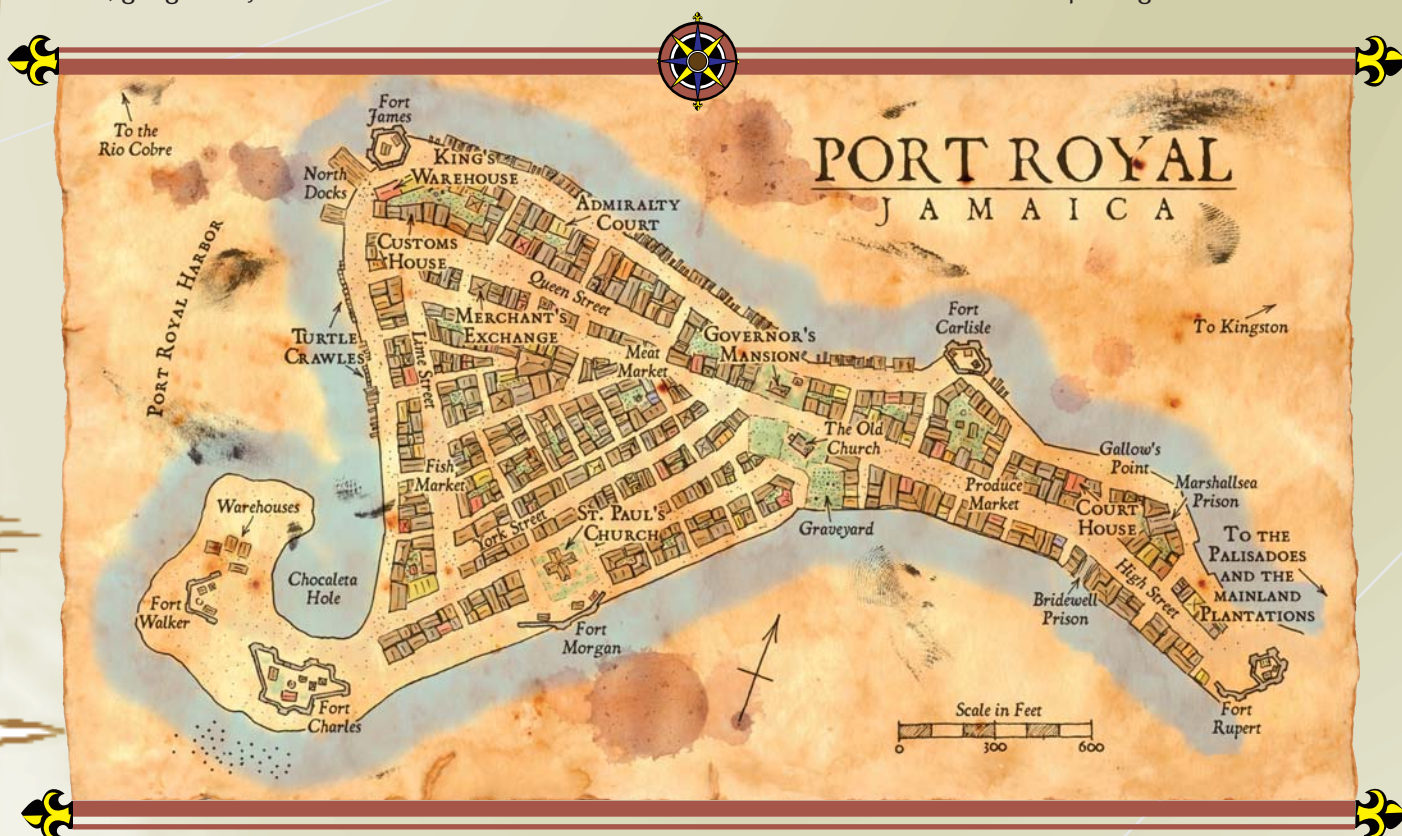 To the
Rio Cobre
Fort
James
North
Docks
KING'S
WAREHOUSE
PORT ROYAL
JAMAICA
ADMIRALTY
COURT
CUSTOMS
HOUSE
PORT ROYAL HARBOR
Queen Street
TURTLE
CRAWLES
Lime Street
MERCHANT'S
EXCHANGE
Meat
Market
GOVERNOR'S
MANSION
Fort
Carlisle
To Kingston
The Old
Church
Fish
Market
Gallow's
Point
Produce
Market
Marshallsea
Prison
COURT
HOUSE
Warehouses
York Street
ST. PAUL'S
CHURCH
Graveyard
TO THE
PALISADOES
AND THE
MAINLAND
PLANTATIONS
Chocaleta
Hole
Fort
Walker
High Street
Bridewell
Prison
Fort
Morgan
Fort
Charles
Fort
Rupert
Scale in Feet
0 300 600